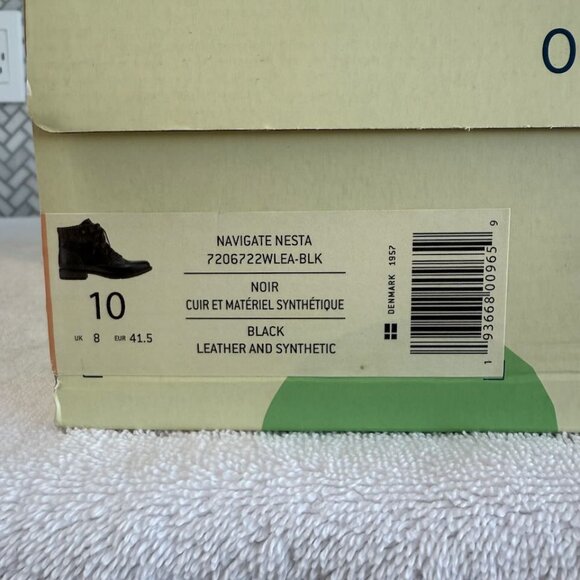 O
NAVIGATE NESTA
7206722WLEA-BLK
NOIR
CUIR ET MATÉRIEL SYNTHÉTIQUE
BLACK
LEATHER AND SYNTHETIC
10
UK 8 EUR 41.5
DENMARK 1957
1 93668 00965 9